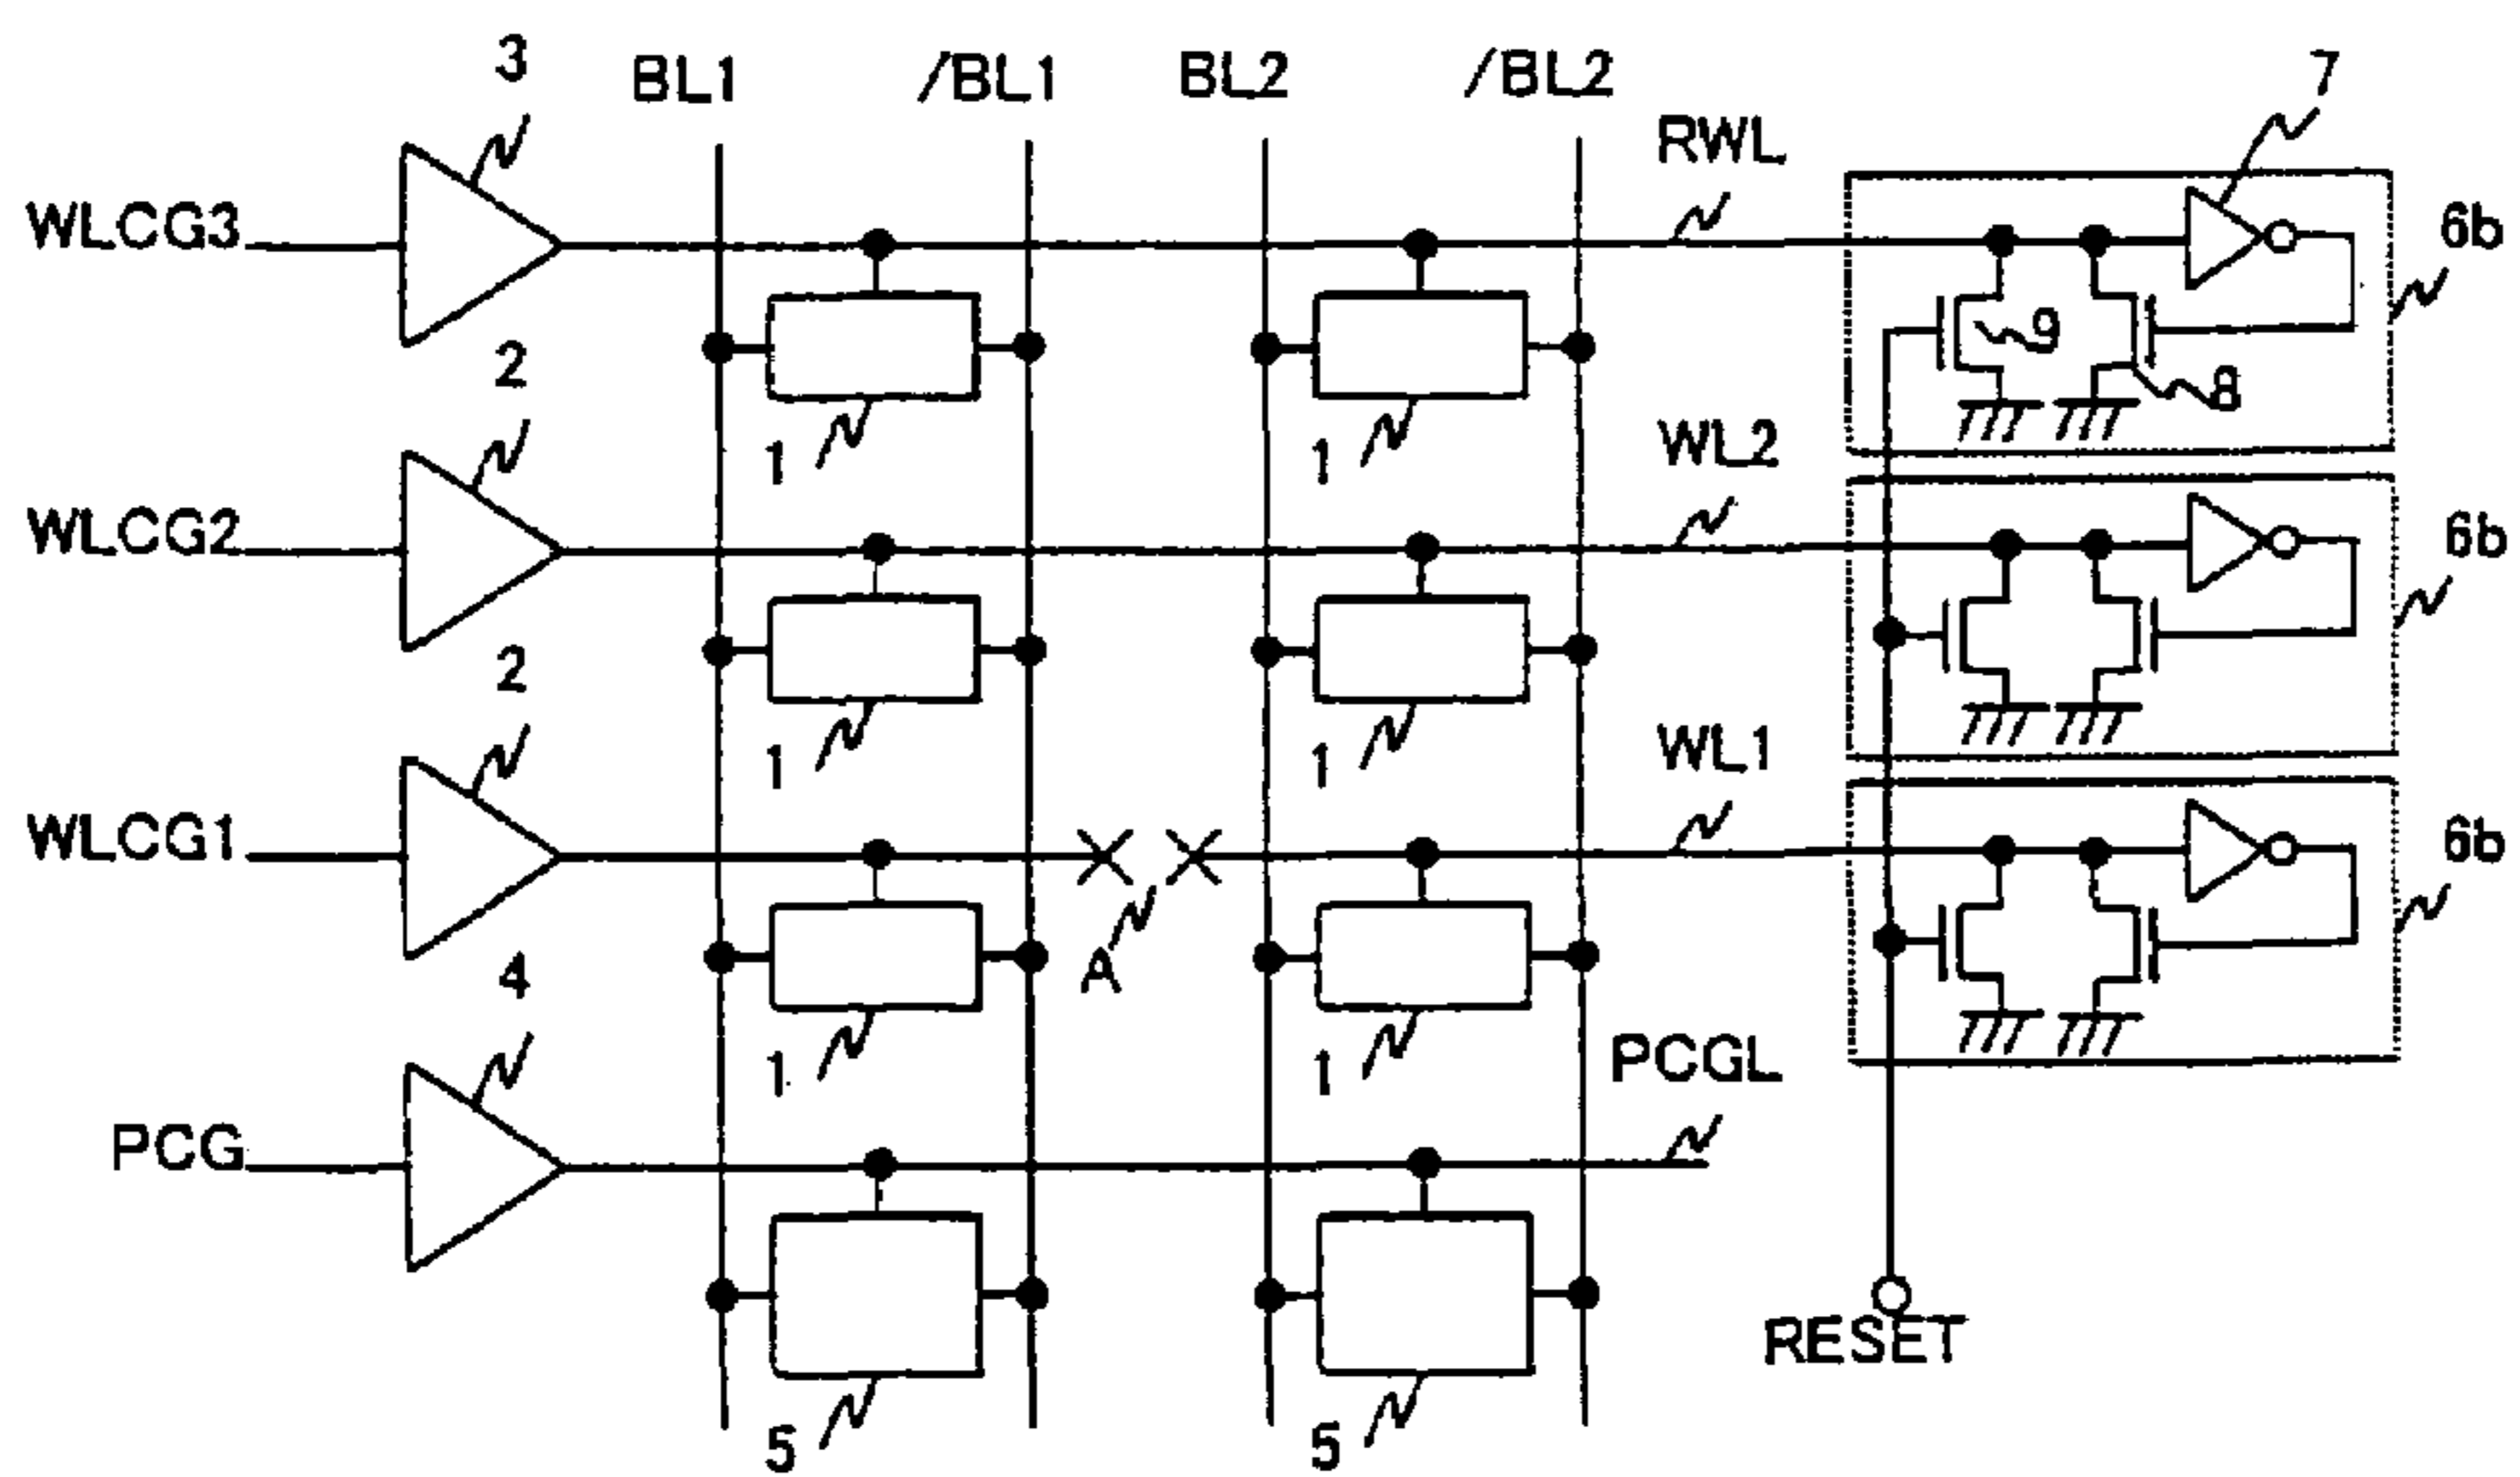 3 BL1 /BL1 BL2 /BL2 7
RWL
WLCG3 6b
9
2 8
1 1 WL2
WLCG2 6b
2
1 1 WL1
WLCG1 6b
4 A
1 1 PCGL
PCG
RESET
5 5